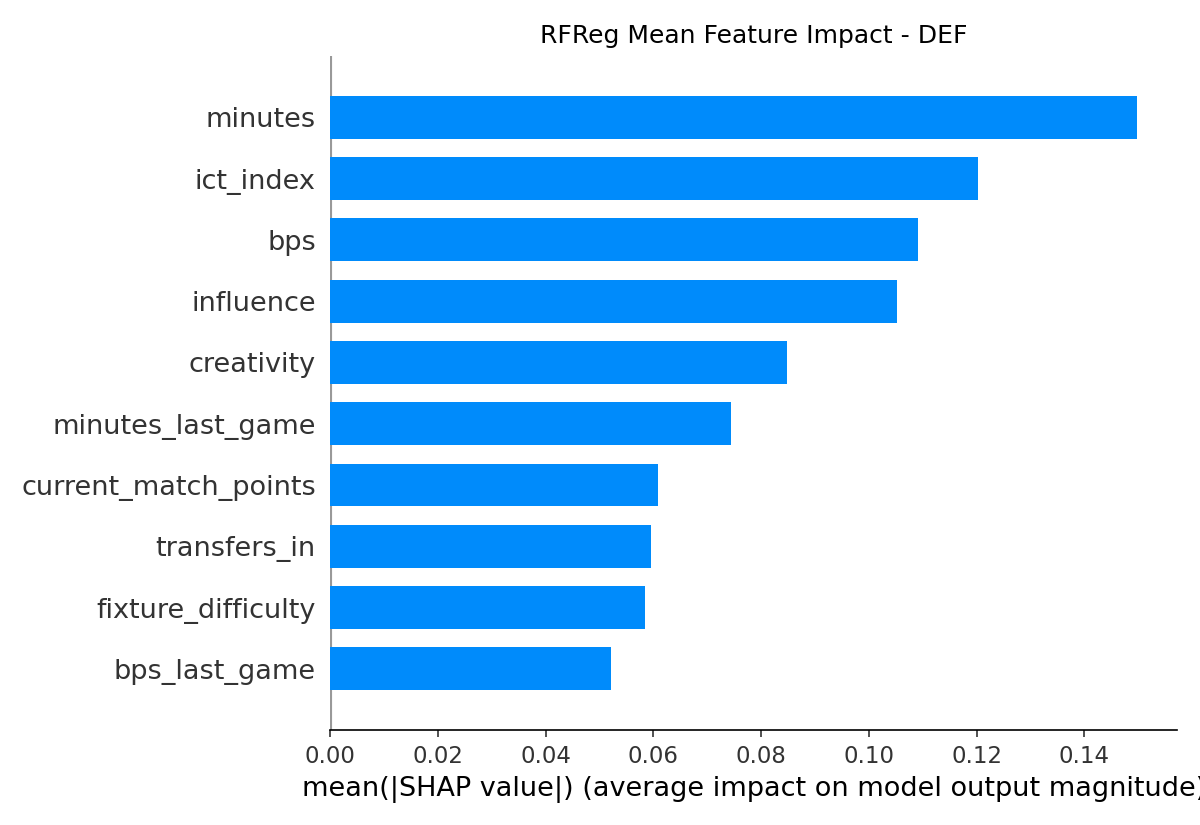 RFReg Mean Feature Impact - DEF
minutes
ict_index
bps
influence
creativity
minutes_last_game
current_match_points
transfers_in
fixture_difficulty
bps_last_game
0.00 0.02 0.04 0.06 0.08 0.10 0.12 0.14
mean(|SHAP value|) (average impact on model output magnitude)